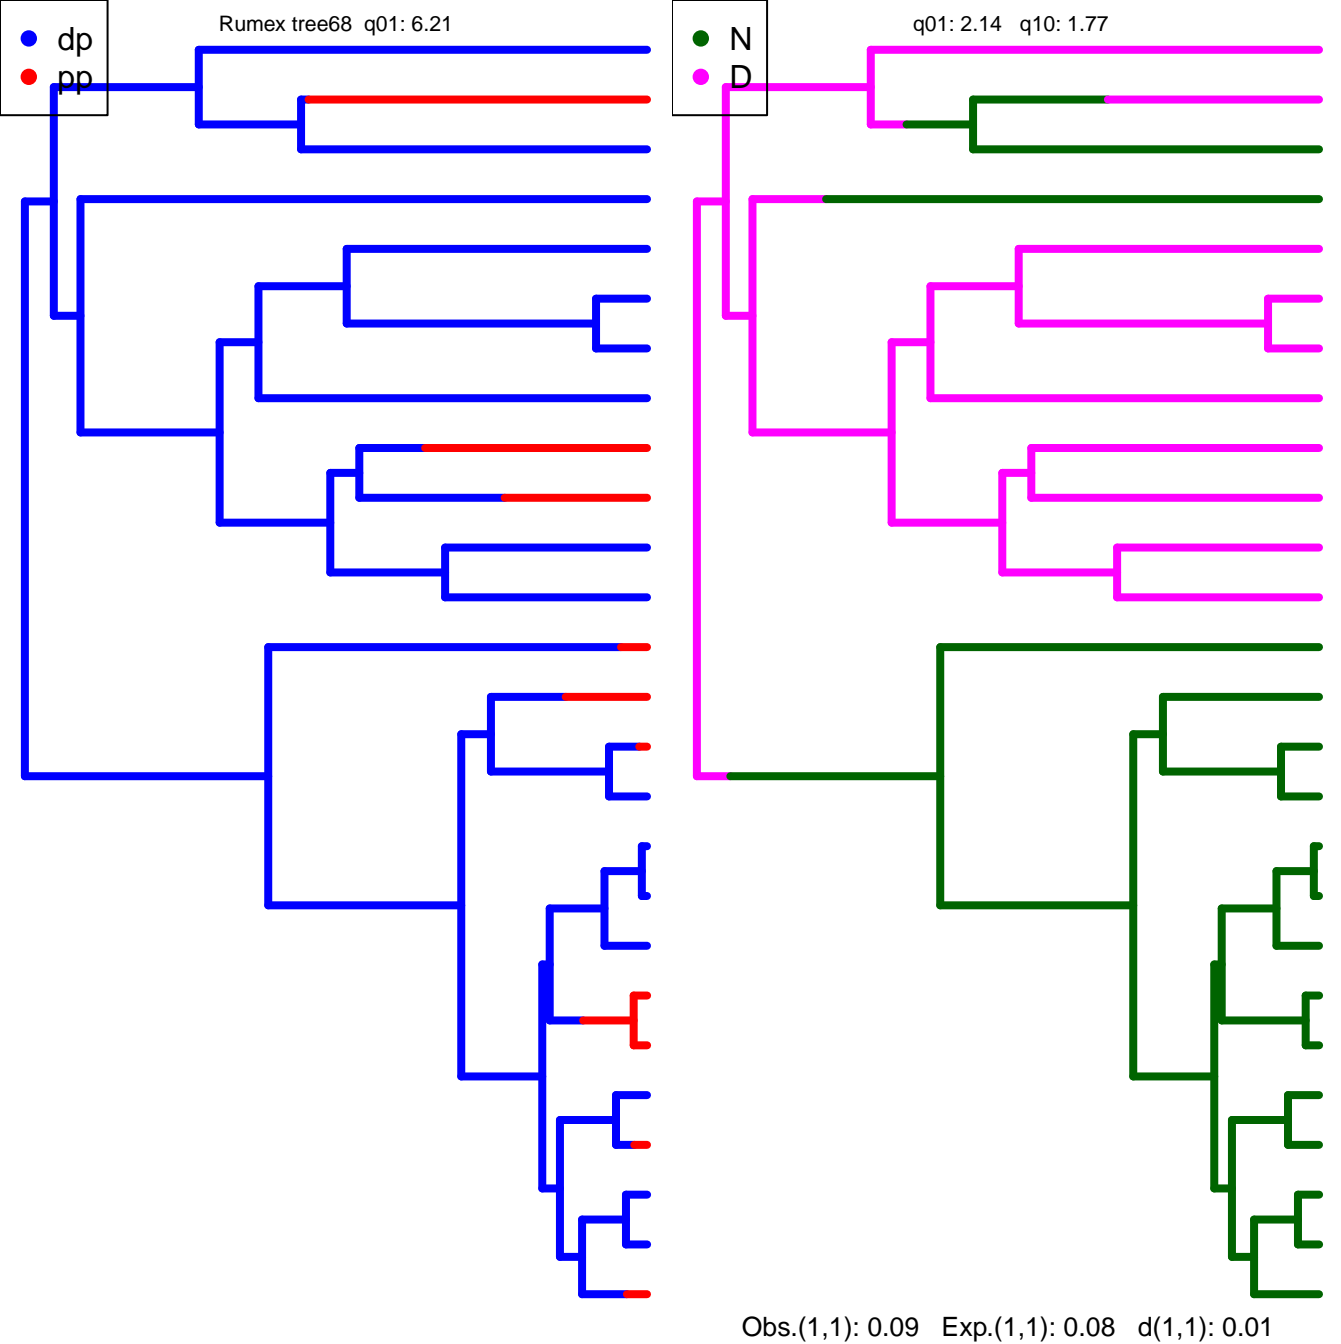 Rumex tree68  q01: 6.21
dp
pp
q01: 2.14   q10: 1.77
N
D
Obs.(1,1): 0.09   Exp.(1,1): 0.08   d(1,1): 0.01